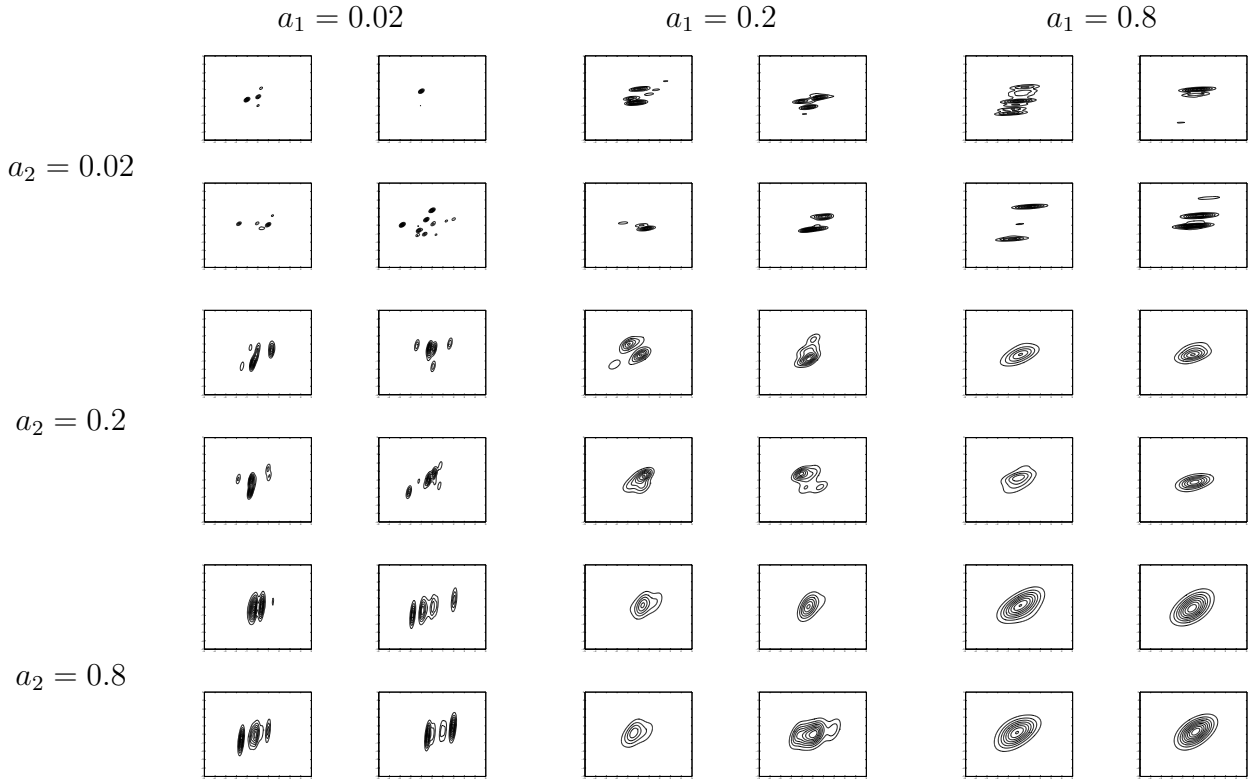 a₁ = 0.02
a₁ = 0.2
a₁ = 0.8
a₂ = 0.02
a₂ = 0.2
a₂ = 0.8